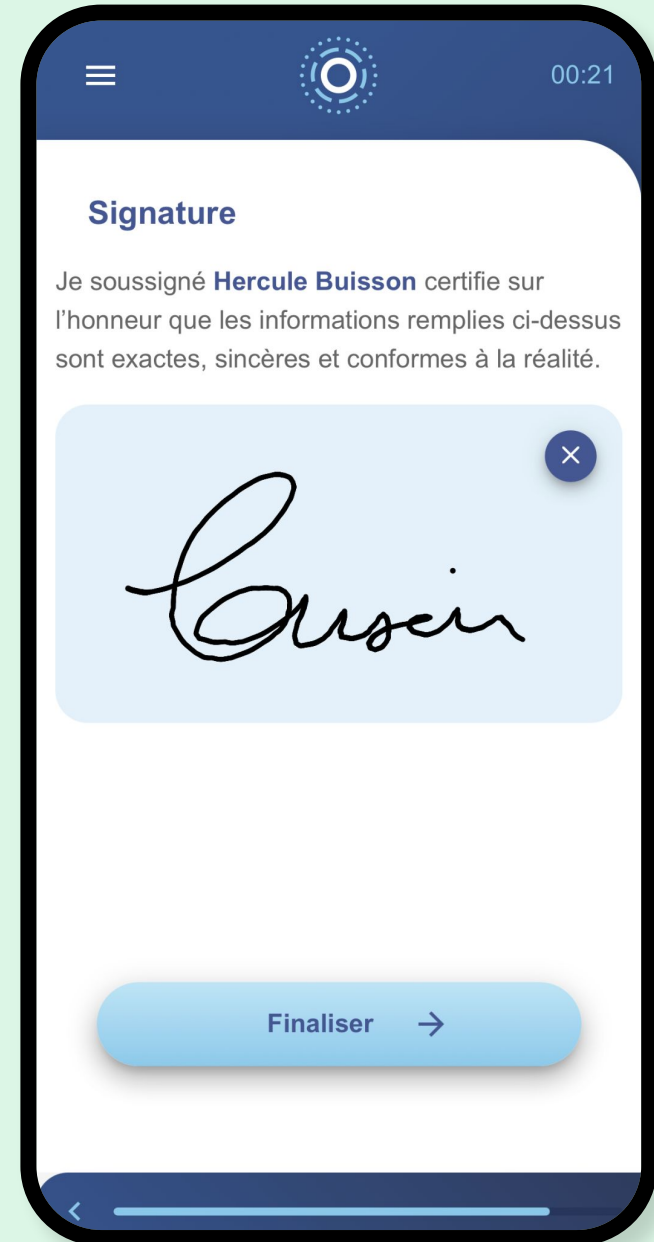 00:21
Signature
Je soussigné Hercule Buisson certifie sur
l’honneur que les informations remplies ci-dessus
sont exactes, sincères et conformes à la réalité.
Finaliser